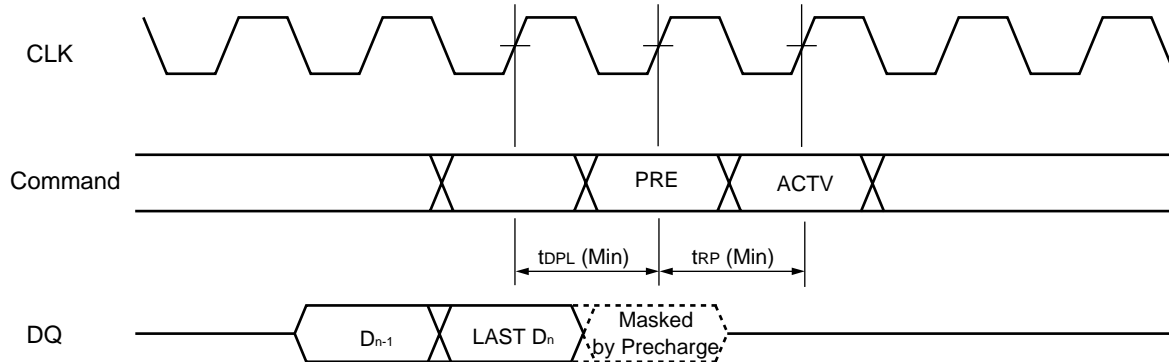 CLK
Command
PRE
ACTV
tDPL (Min)
tRP (Min)
DQ
Dn-1
LAST Dn
Masked
by Precharge